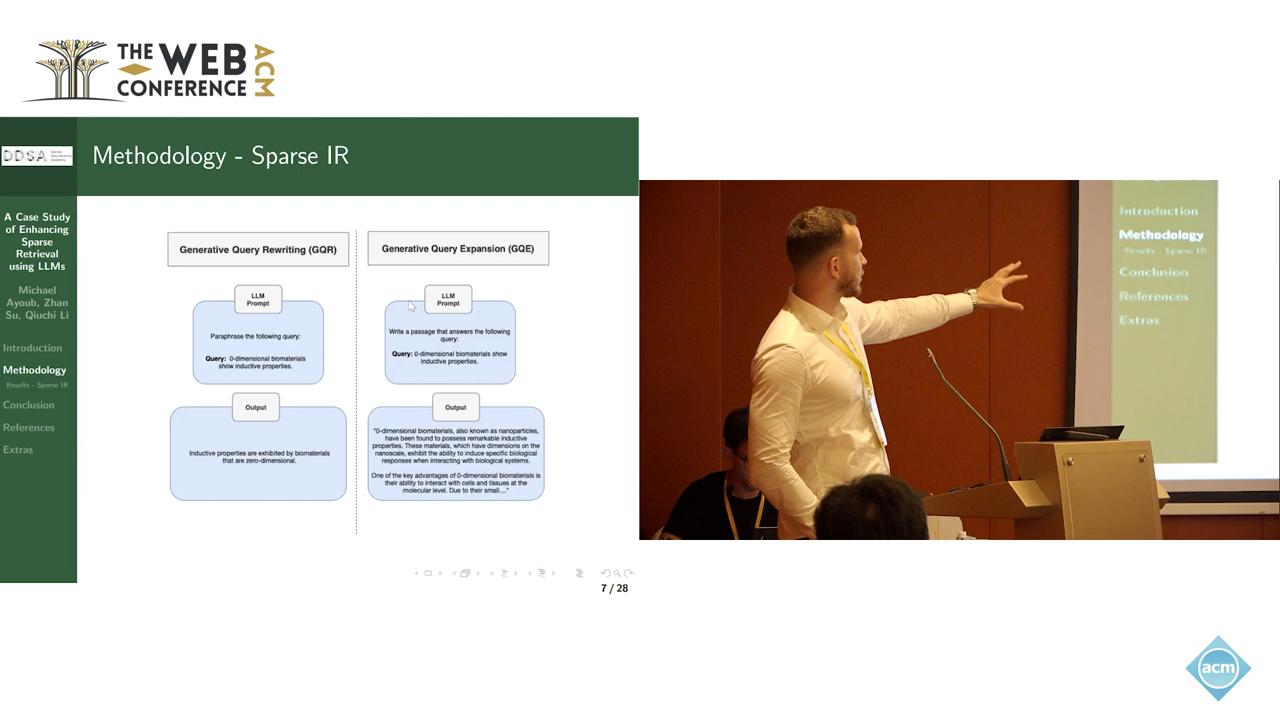 THE WEB
CONFERENCE
ACM
DDSA
Methodology - Sparse IR
A Case Study
of Enhancing
Sparse
Retrieval
using LLMs
Michael
Ayoub, Zhan
Su, Qiuchi Li
Introduction
Methodology
Results - Sparse IR
Conclusion
References
Extras
Generative Query Rewriting (GQR)
LLM
Prompt
Paraphrase the following query:
Query: 0-dimensional biomaterials
show inductive properties.
Output
Inductive properties are exhibited by biomaterials
that are zero-dimensional.
Generative Query Expansion (GQE)
LLM
Prompt
Write a passage that answers the following
query:
Query: 0-dimensional biomaterials show
inductive properties.
Output
"0-dimensional biomaterials, also known as nanoparticles,
have been found to possess remarkable inductive
properties. These materials, which have dimensions on the
nanoscale, exhibit the ability to induce specific biological
responses when interacting with biological systems.
One of the key advantages of 0-dimensional biomaterials is
their ability to interact with cells and tissues at the
molecular level. Due to their small...."
7 / 28
Introduction
Methodology
Results - Sparse IR
Conclusion
References
Extras
acm